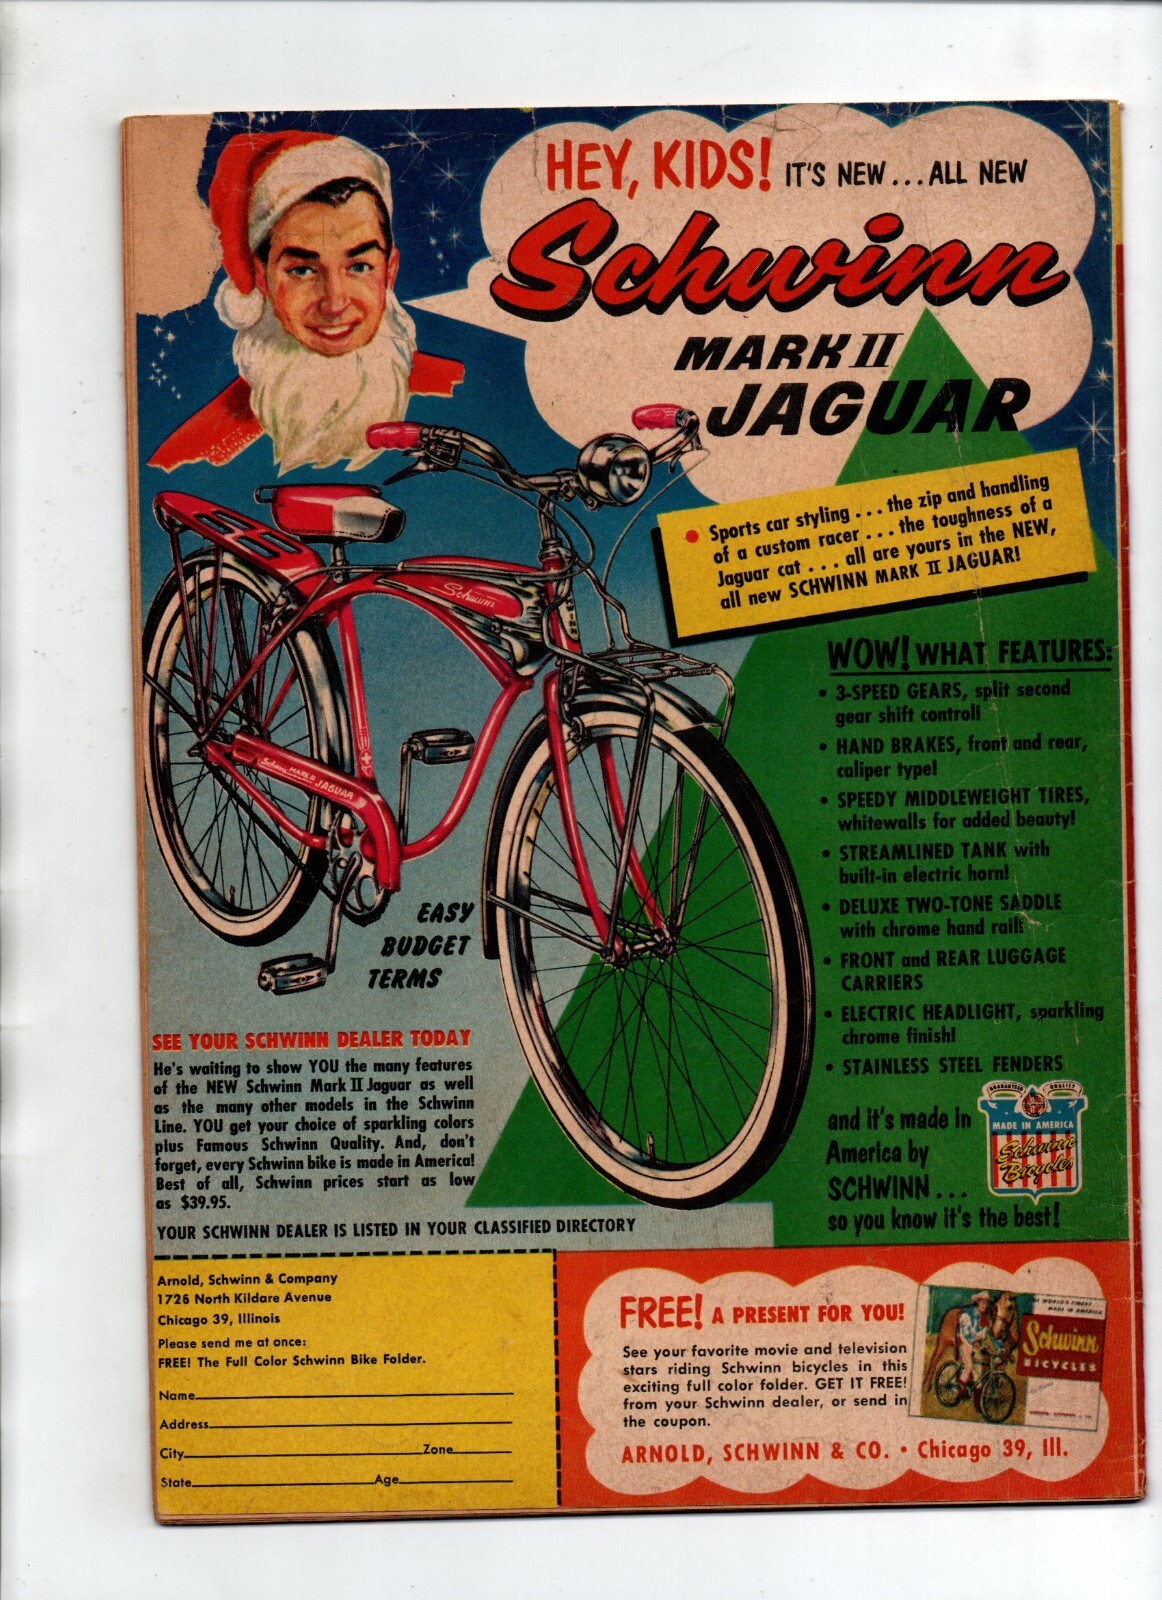 HEY, KIDS! IT'S NEW... ALL NEW
Schwinn
MARK II
JAGUAR
• Sports car styling ... the zip and handling
of a custom racer ... the toughness of a
Jaguar cat ... all are yours in the NEW,
all new SCHWINN MARK II JAGUAR!
Schwinn
Schwinn MARK II JAGUAR
WOW! WHAT FEATURES:
• 3-SPEED GEARS, split second
gear shift control!
• HAND BRAKES, front and rear,
caliper type!
• SPEEDY MIDDLEWEIGHT TIRES,
whitewalls for added beauty!
• STREAMLINED TANK with
built-in electric horn!
• DELUXE TWO-TONE SADDLE
with chrome hand rail!
• FRONT and REAR LUGGAGE
CARRIERS
• ELECTRIC HEADLIGHT, sparkling
chrome finish!
• STAINLESS STEEL FENDERS
and it's made in
America by
SCHWINN...
so you know it's the best!
GUARANTEED QUALITY
MADE IN AMERICA
Schwinn
Bicycles
EASY
BUDGET
TERMS
SEE YOUR SCHWINN DEALER TODAY
He's waiting to show YOU the many features
of the NEW Schwinn Mark II Jaguar as well
as the many other models in the Schwinn
Line. YOU get your choice of sparkling colors
plus Famous Schwinn Quality. And, don't
forget, every Schwinn bike is made in America!
Best of all, Schwinn prices start as low
as $39.95.
YOUR SCHWINN DEALER IS LISTED IN YOUR CLASSIFIED DIRECTORY
Arnold, Schwinn & Company
1726 North Kildare Avenue
Chicago 39, Illinois
Please send me at once:
FREE! The Full Color Schwinn Bike Folder.
Name
Address
City Zone
State Age
FREE! A PRESENT FOR YOU!
See your favorite movie and television
stars riding Schwinn bicycles in this
exciting full color folder. GET IT FREE!
from your Schwinn dealer, or send in
the coupon.
ARNOLD, SCHWINN & CO. • Chicago 39, Ill.
MADE IN AMERICA
Schwinn
BICYCLES